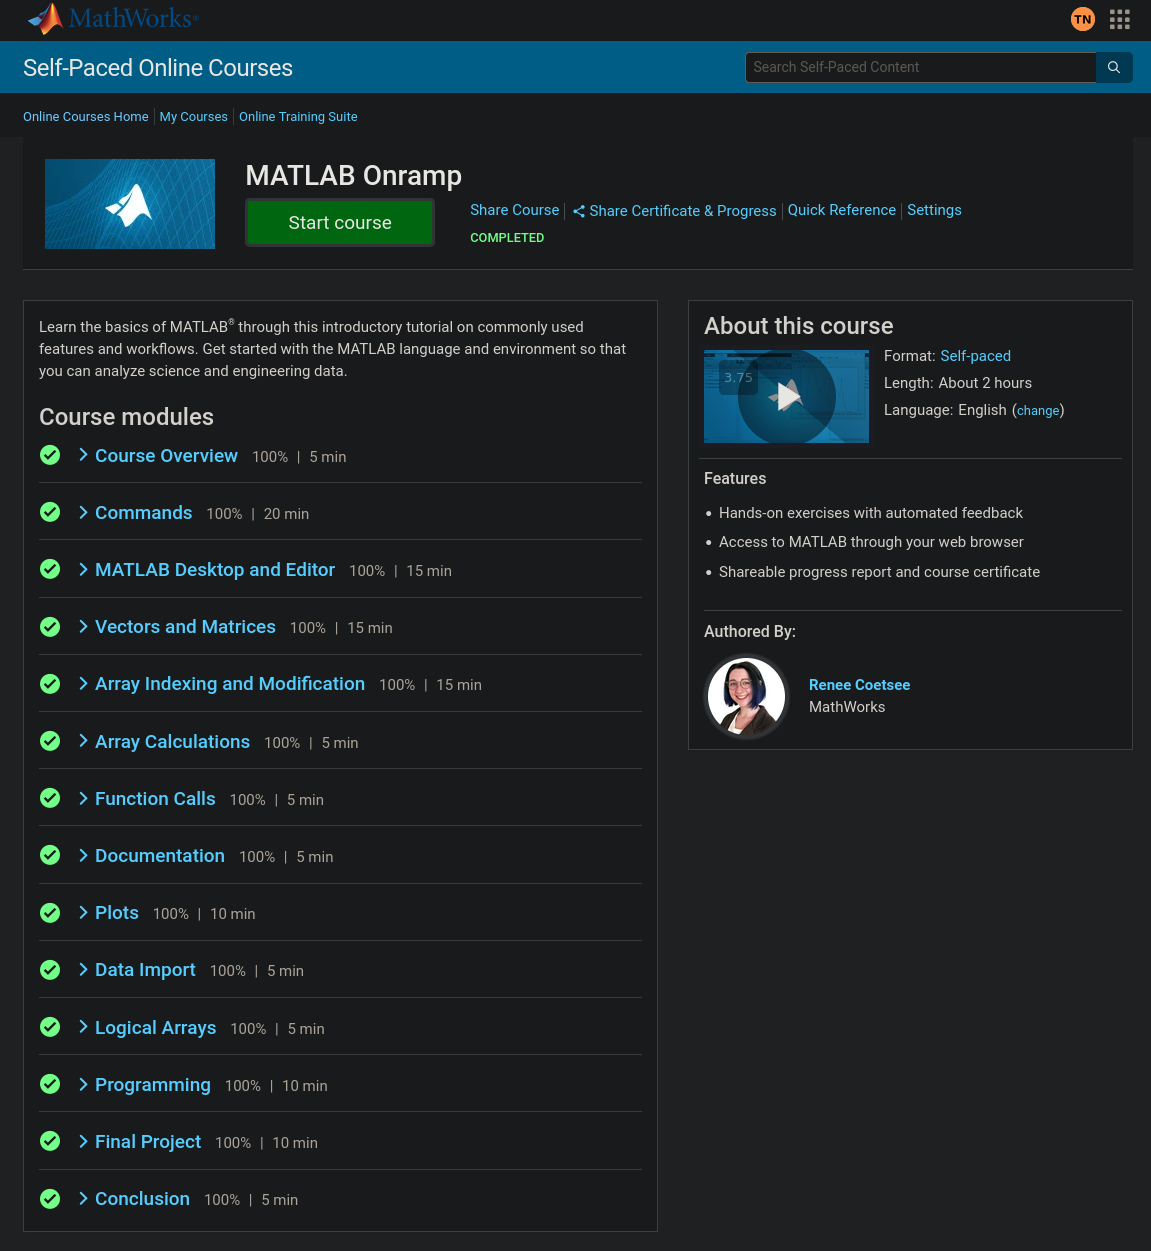 MathWorks®
TN
Self-Paced Online Courses
Search Self-Paced Content
Online Courses Home | My Courses | Online Training Suite
MATLAB Onramp
Start course
Share Course | Share Certificate & Progress | Quick Reference | Settings
COMPLETED
Learn the basics of MATLAB® through this introductory tutorial on commonly used
features and workflows. Get started with the MATLAB language and environment so that
you can analyze science and engineering data.
Course modules
Course Overview 100% | 5 min
Commands 100% | 20 min
MATLAB Desktop and Editor 100% | 15 min
Vectors and Matrices 100% | 15 min
Array Indexing and Modification 100% | 15 min
Array Calculations 100% | 5 min
Function Calls 100% | 5 min
Documentation 100% | 5 min
Plots 100% | 10 min
Data Import 100% | 5 min
Logical Arrays 100% | 5 min
Programming 100% | 10 min
Final Project 100% | 10 min
Conclusion 100% | 5 min
About this course
3.75
Format: Self-paced
Length: About 2 hours
Language: English (change)
Features
• Hands-on exercises with automated feedback
• Access to MATLAB through your web browser
• Shareable progress report and course certificate
Authored By:
Renee Coetsee
MathWorks